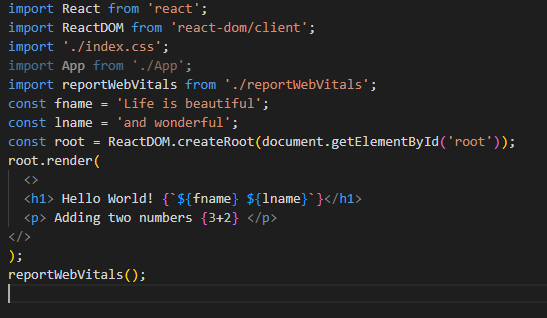 import React from 'react';
import ReactDOM from 'react-dom/client';
import './index.css';
import App from './App';
import reportWebVitals from './reportWebVitals';
const fname = 'Life is beautiful';
const lname = 'and wonderful';
const root = ReactDOM.createRoot(document.getElementById('root'));
root.render(
  <>
  <h1> Hello World! {`${fname} ${lname}`}</h1>
  <p> Adding two numbers {3+2} </p>
</>
);
reportWebVitals();